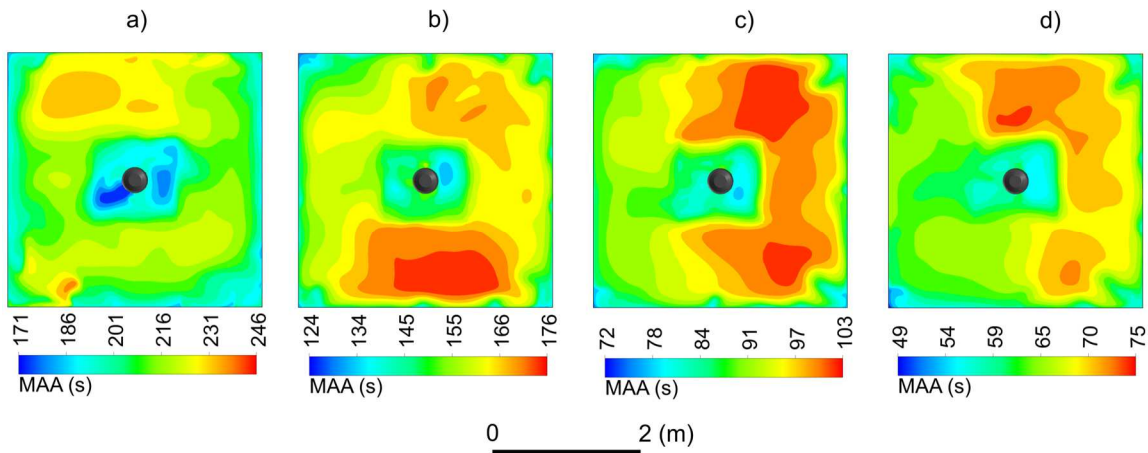 a) b) c) d)
171 186 201 216 231 246 124 134 145 155 166 176 72 78 84 91 97 103 49 54 59 65 70 75
MAA (s) MAA (s) MAA (s) MAA (s)
0 2 (m)